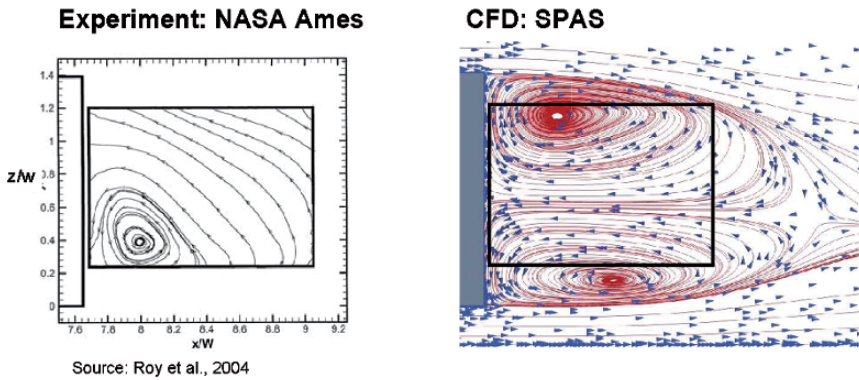 Experiment: NASA Ames
CFD: SPAS
1.4
1.2
1
0.8
z/w
0.6
0.4
0.2
0
7.6 7.8 8 8.2 8.4 8.6 8.8 9 9.2
x/W
Source: Roy et al., 2004